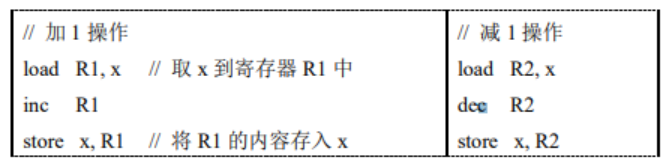 // 加 1 操作
load R1, x // 取 x 到寄存器 R1 中
inc R1
store x, R1 // 将 R1 的内容存入 x
// 减 1 操作
load R2, x
dec R2
store x, R2